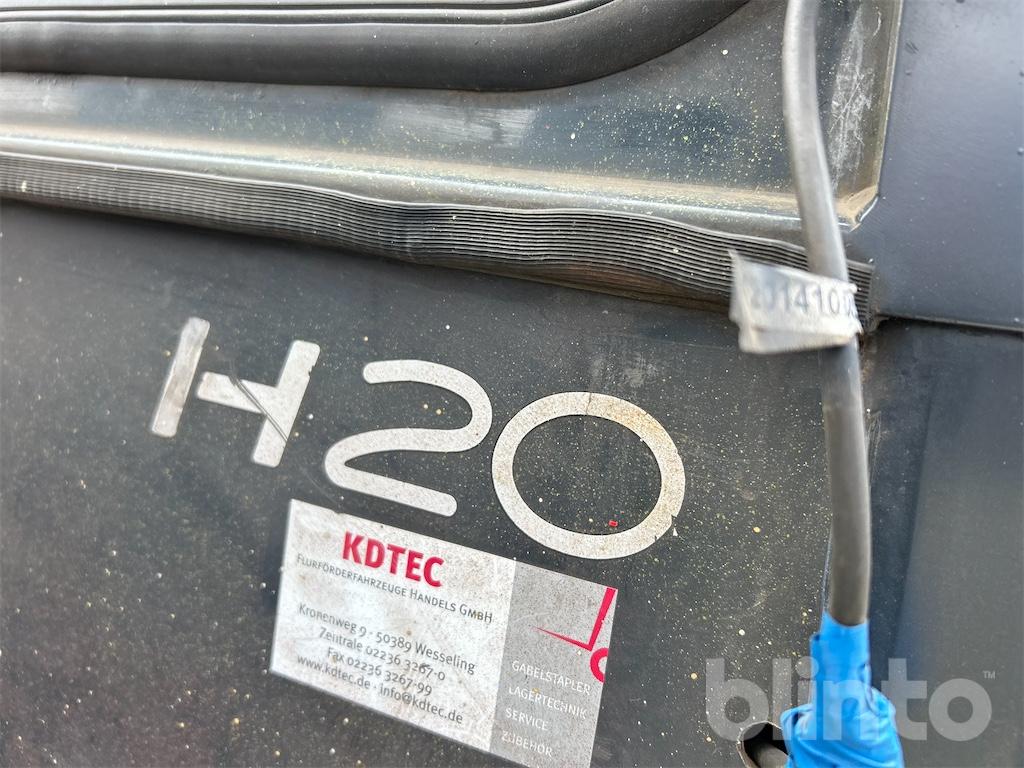 H20
KDTEC
Flurförderfahrzeuge Handels GmbH
Kronenweg 9 · 50389 Wesseling
Zentrale 02236 3267-0
Fax 02236 3267-99
www.kdtec.de · info@kdtec.de
GABELSTAPLER
LAGERTECHNIK
SERVICE
ZUBEHÖR
blinto™